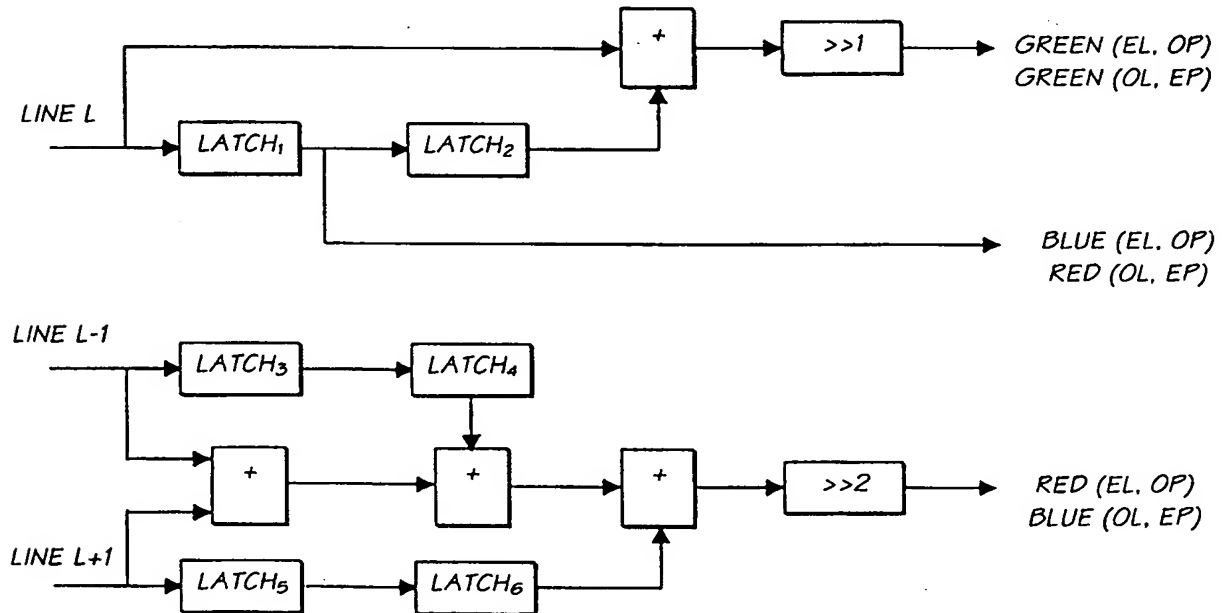 +
>>1
GREEN (EL, OP)
GREEN (OL, EP)
LINE L
LATCH₁
LATCH₂
BLUE (EL, OP)
RED (OL, EP)
LINE L-1
LATCH₃
LATCH₄
+
+
+
>>2
RED (EL, OP)
BLUE (OL, EP)
LINE L+1
LATCH₅
LATCH₆